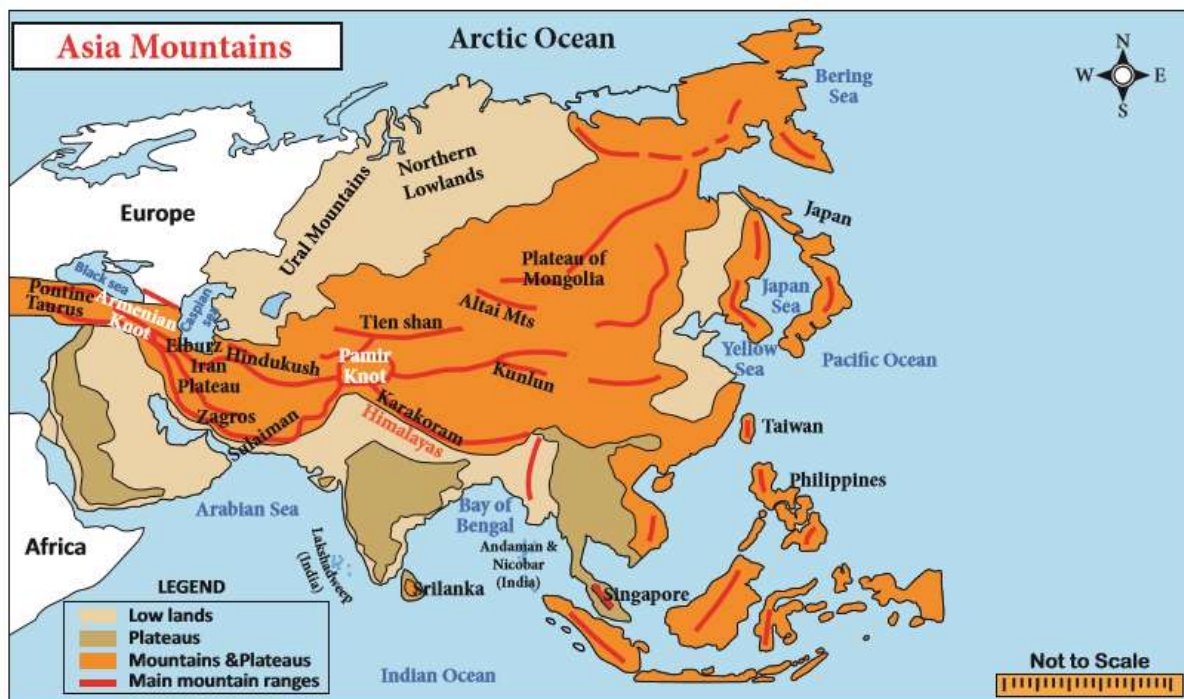 Asia Mountains
Arctic Ocean
Bering
Sea
N
W
E
S
Northern
Lowlands
Ural Mountains
Europe
Japan
Black sea
Caspian
sea
Pontine
Taurus
Armenian
Knot
Plateau of
Mongolia
Altai Mts
Japan
Sea
Tien shan
Elburz
Iran
Plateau
Hindukush
Pamir
Knot
Kunlun
Yellow
Sea
Pacific Ocean
Zagros
Sulaiman
Karakoram
Himalayas
Taiwan
Philippines
Arabian Sea
Bay of
Bengal
Africa
Lakshadweep
(India)
Andaman &
Nicobar
(India)
Srilanka
Singapore
LEGEND
Low lands
Plateaus
Mountains &Plateaus
Main mountain ranges
Indian Ocean
Not to Scale